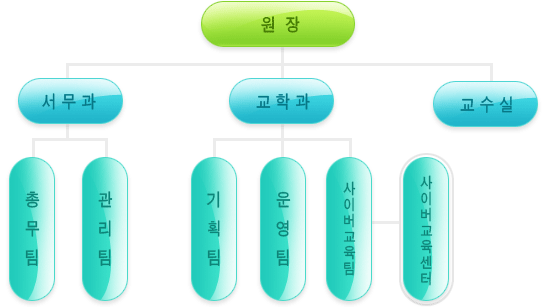 원 장
서 무 과
교 학 과
교 수 실
총무팀
관리팀
기획팀
운영팀
사이버교육팀
사이버교육센터